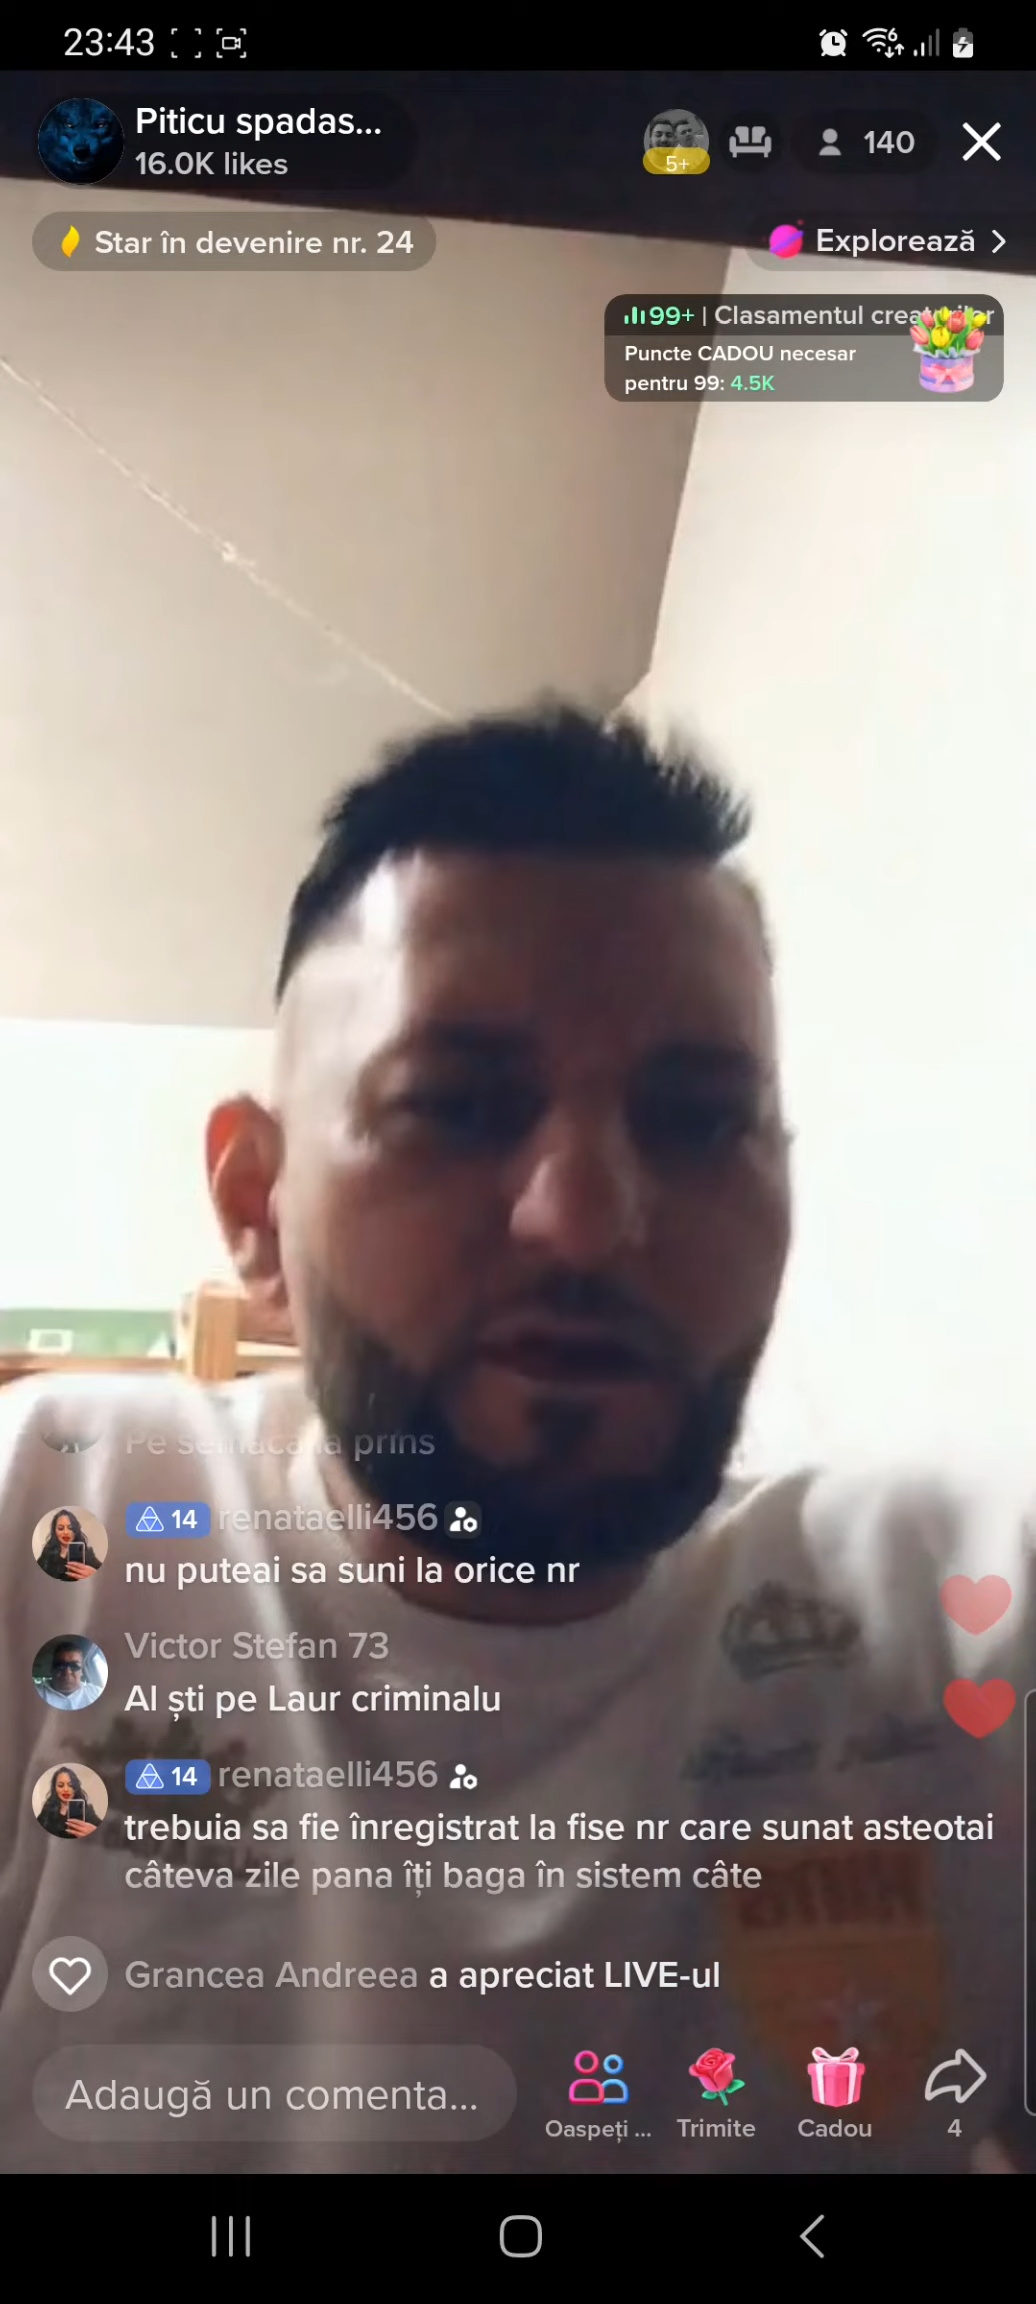 23:43
Piticu spadas...
16.0K likes
5+
140
Star în devenire nr. 24
Explorează
99+ | Clasamentul
Puncte CADOU necesar
pentru 99: 4.5K
prins
14 renataelli456
nu puteai sa suni la orice nr
Victor Stefan 73
Al ști pe Laur criminalu
14 renataelli456
trebuia sa fie înregistrat la fise nr care sunat asteotai
câteva zile pana îți baga în sistem câte
Grancea Andreea a apreciat LIVE-ul
Adaugă un comenta...
Oaspeți ...
Trimite
Cadou
4